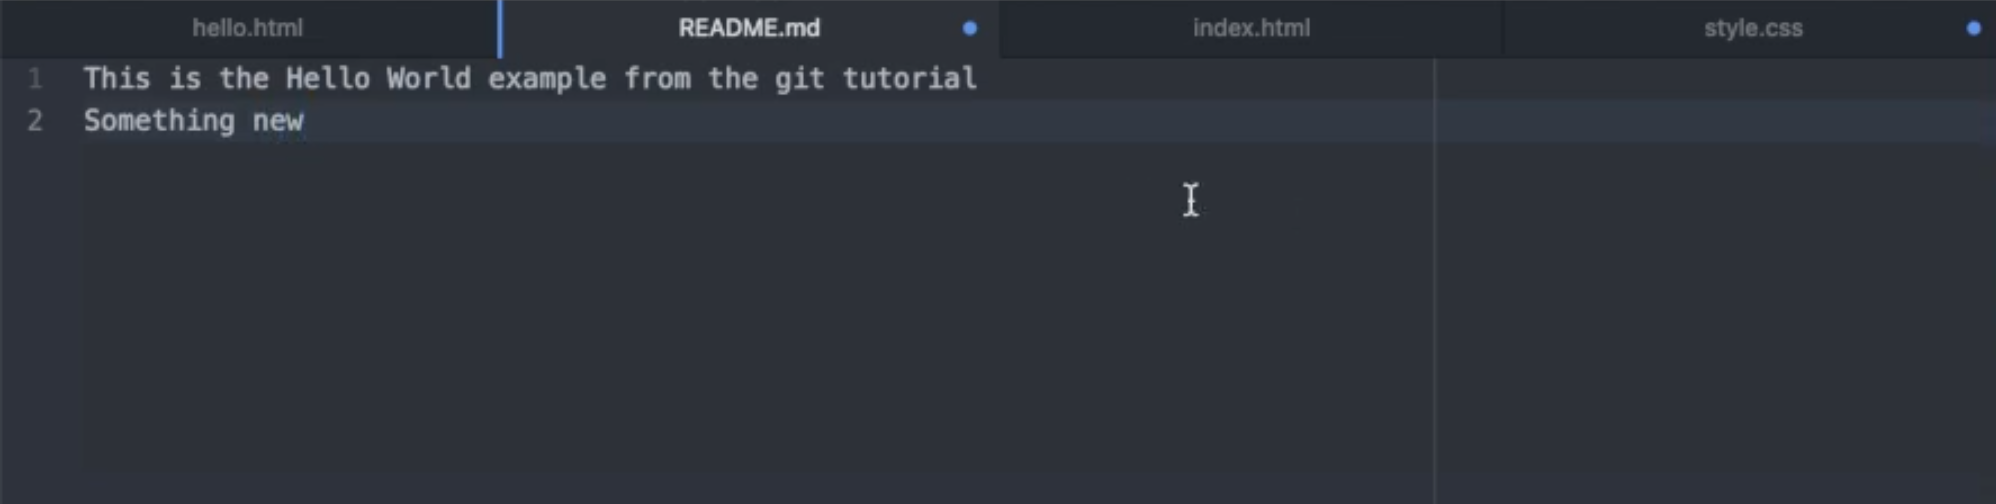 hello.html README.md index.html style.css
1 This is the Hello World example from the git tutorial
2 Something new